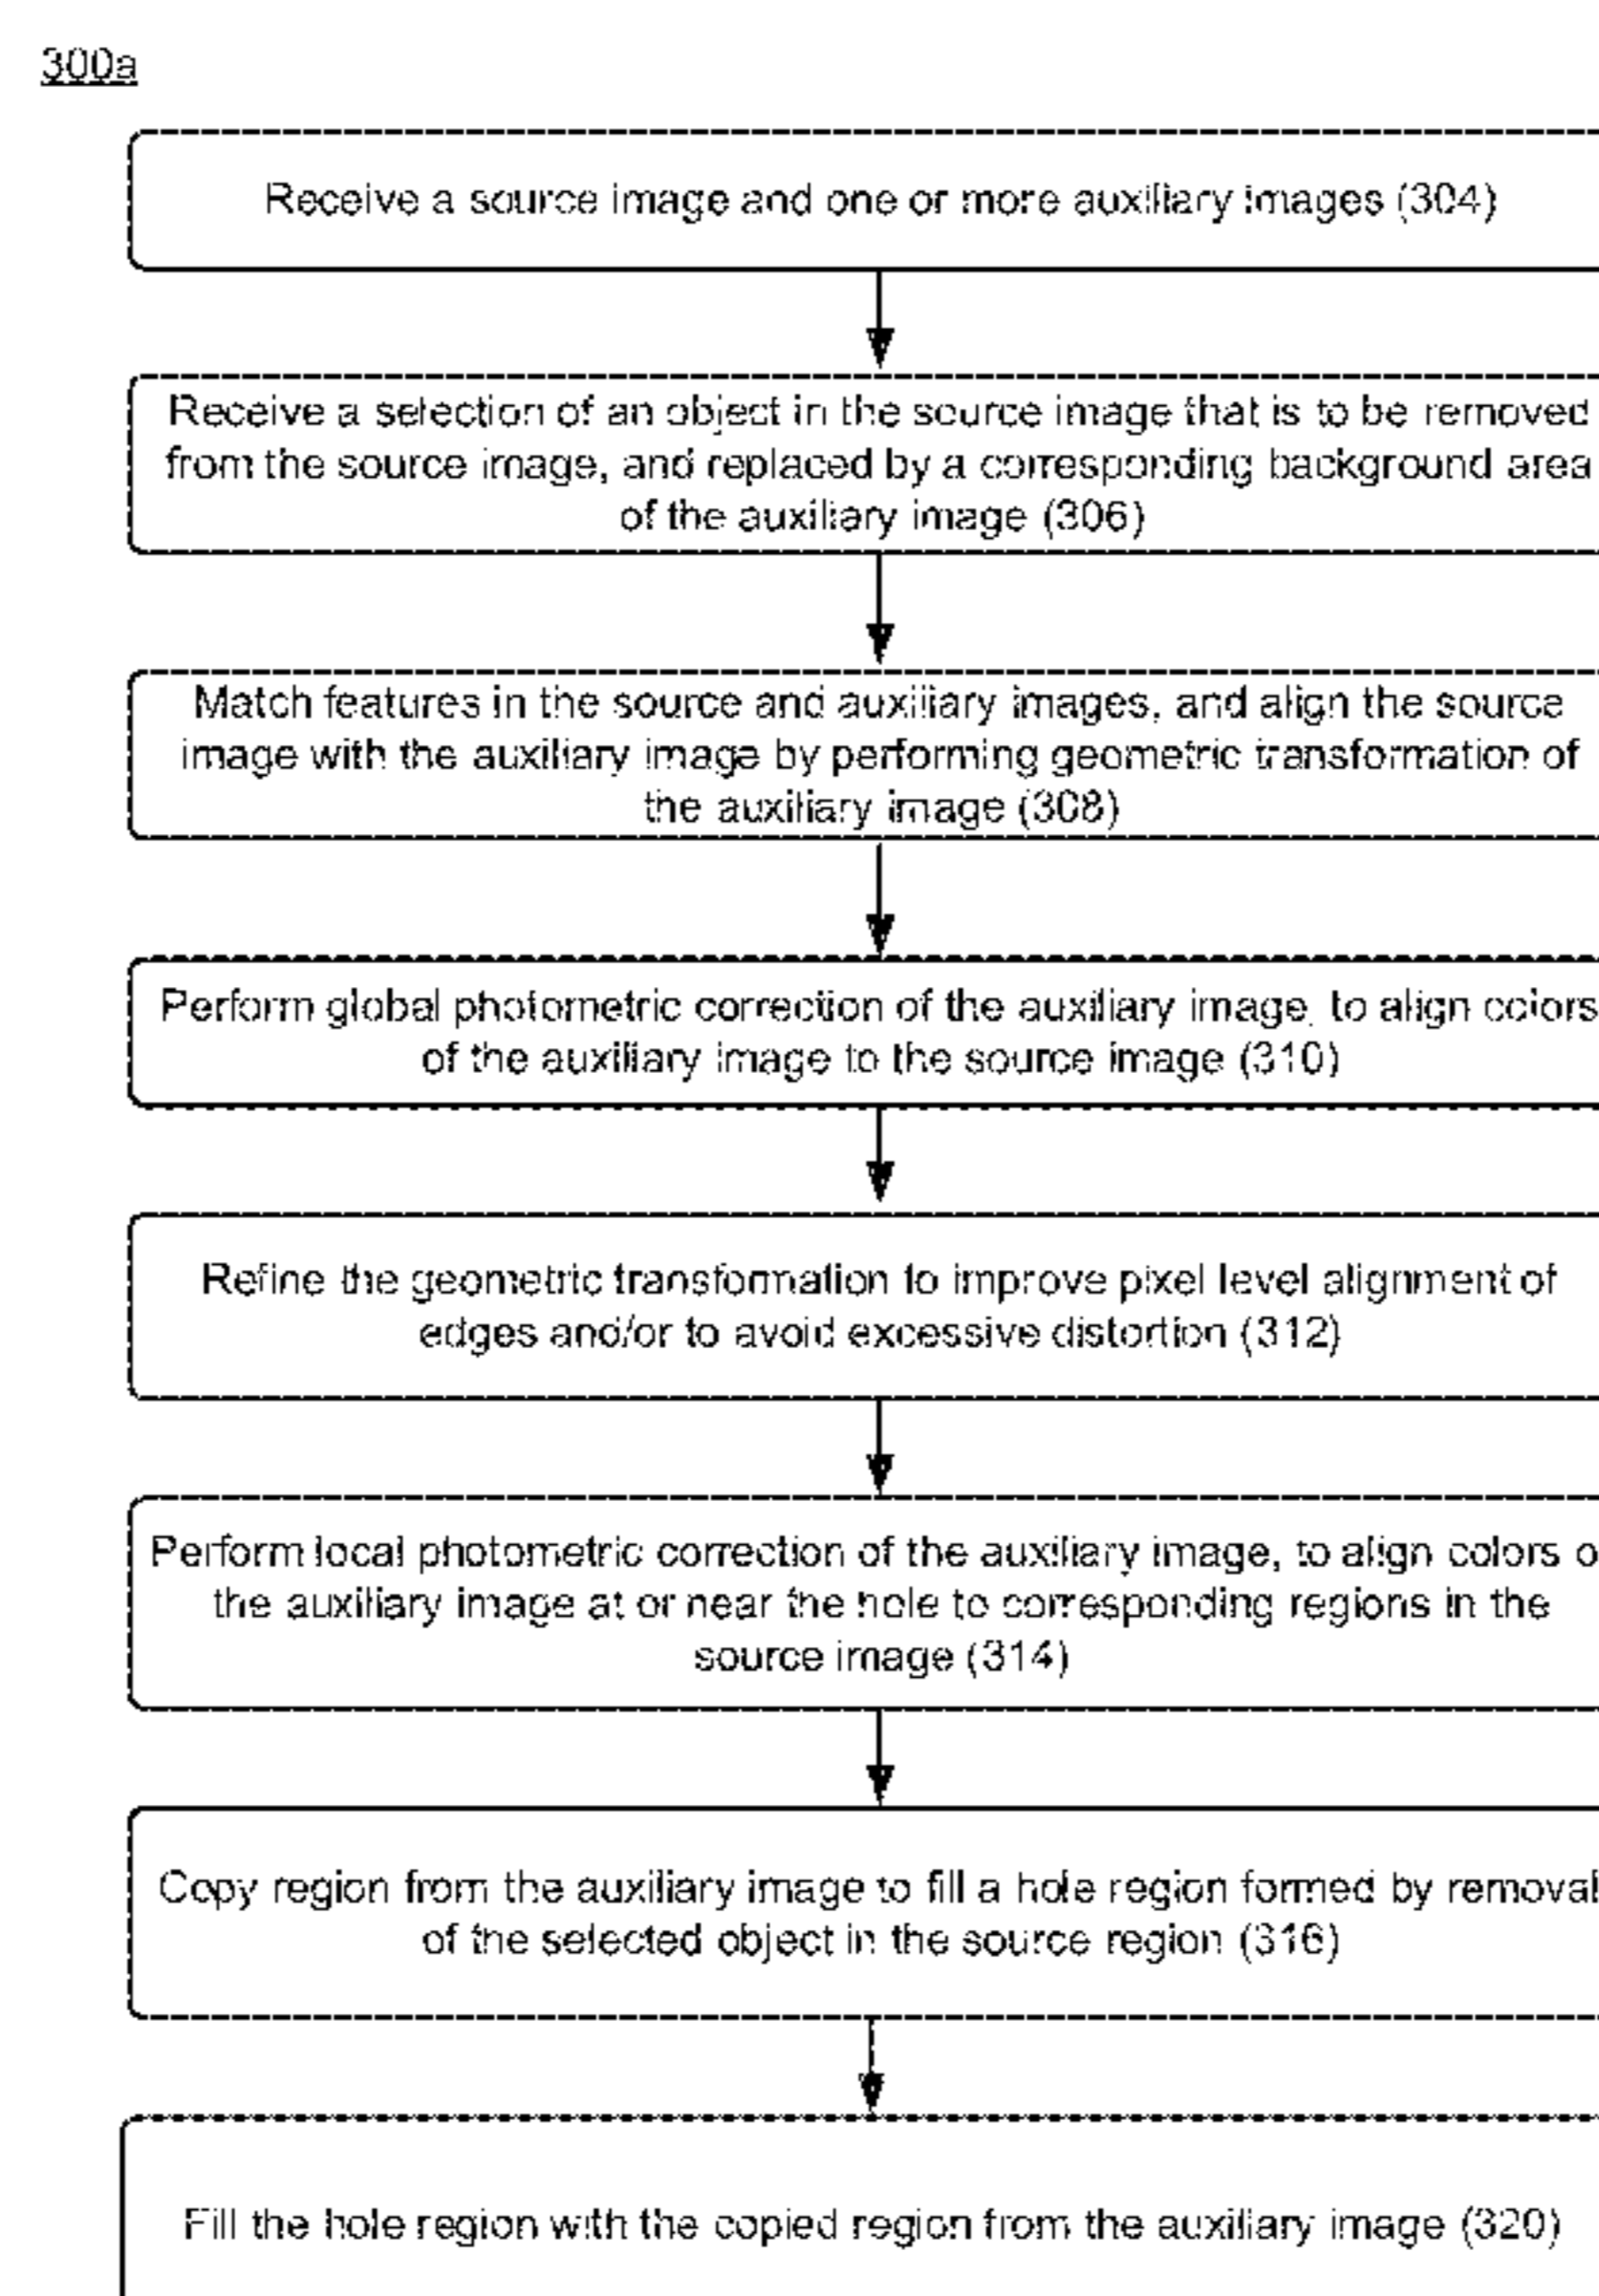 300a
Receive a source image and one or more auxiliary images (304)
Receive a selection of an object in the source image that is to be removed
from the source image, and replaced by a corresponding background area
of the auxiliary image (306)
Match features in the source and auxiliary images, and align the source
image with the auxiliary image by performing geometric transformation of
the auxiliary image (308)
Perform global photometric correction of the auxiliary image, to align colors
of the auxiliary image to the source image (310)
Refine the geometric transformation to improve pixel level alignment of
edges and/or to avoid excessive distortion (312)
Perform local photometric correction of the auxiliary image, to align colors o
the auxiliary image at or near the hole to corresponding regions in the
source image (314)
Copy region from the auxiliary image to fill a hole region formed by removal
of the selected object in the source region (316)
Fill the hole region with the copied region from the auxiliary image (320)